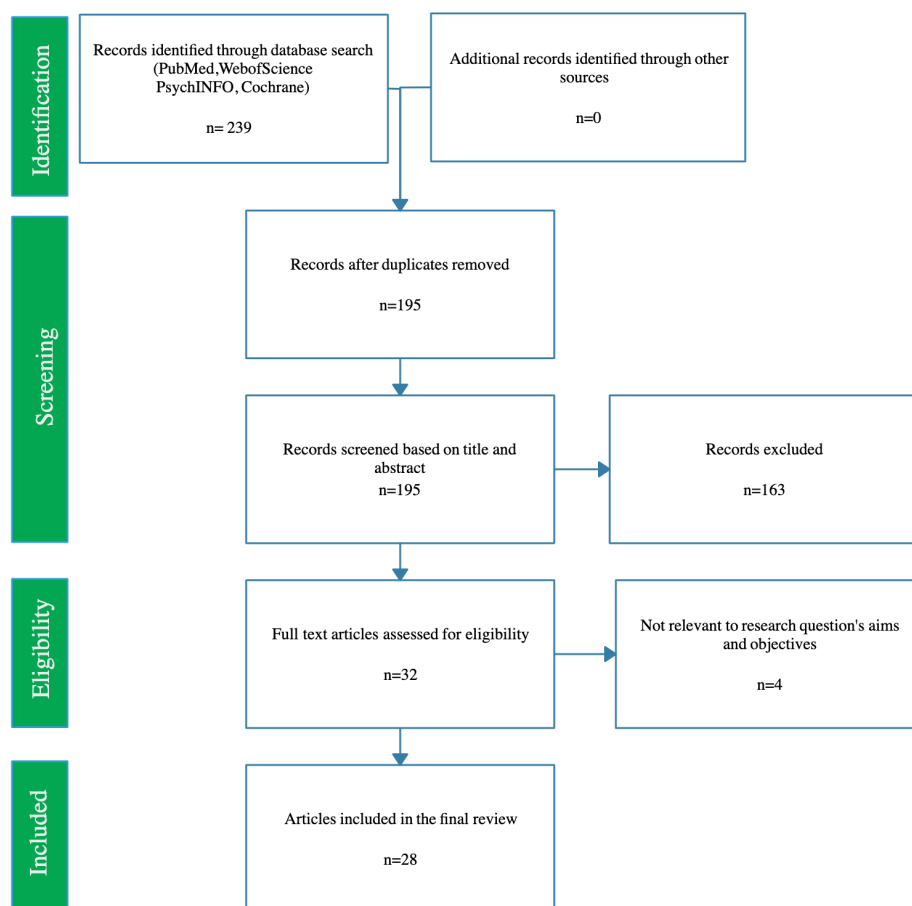 Identification
Records identified through database search
(PubMed,WebofScience
PsychINFO, Cochrane)
n= 239
Additional records identified through other
sources
n=0
Screening
Records after duplicates removed
n=195
Records screened based on title and
abstract
n=195
Records excluded
n=163
Eligibility
Full text articles assessed for eligibility
n=32
Not relevant to research question's aims
and objectives
n=4
Included
Articles included in the final review
n=28